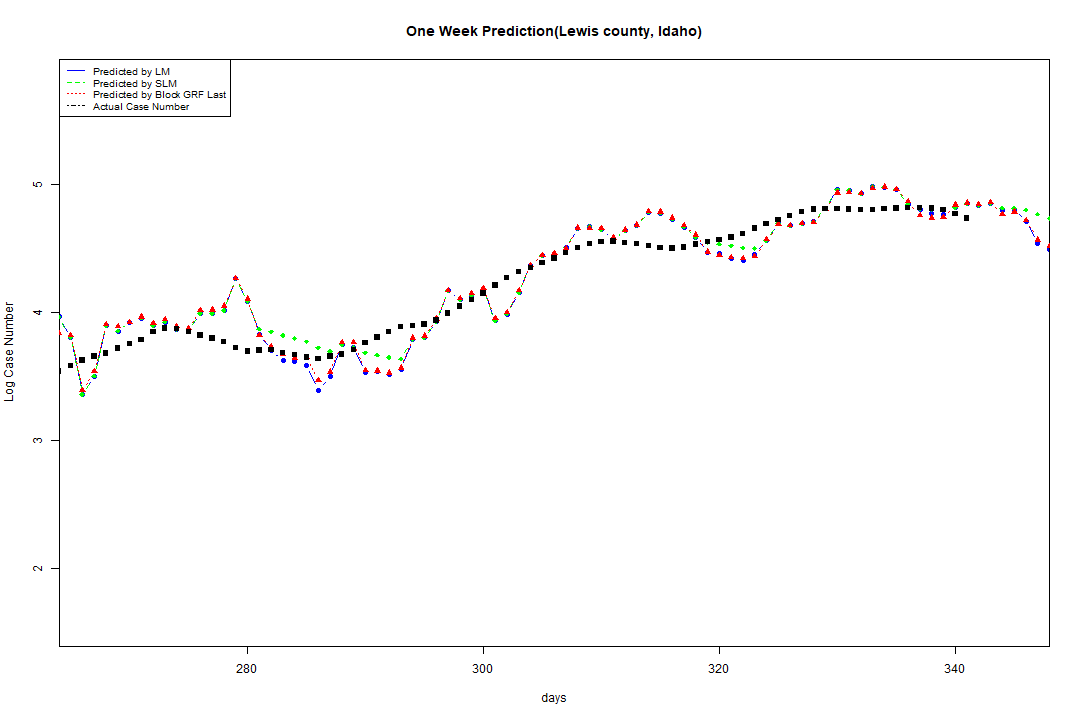 One Week Prediction(Lewis county, Idaho)
Predicted by LM
Predicted by SLM
Predicted by Block GRF Last
Actual Case Number
Log Case Number
5
4
3
2
280 300 320 340
days